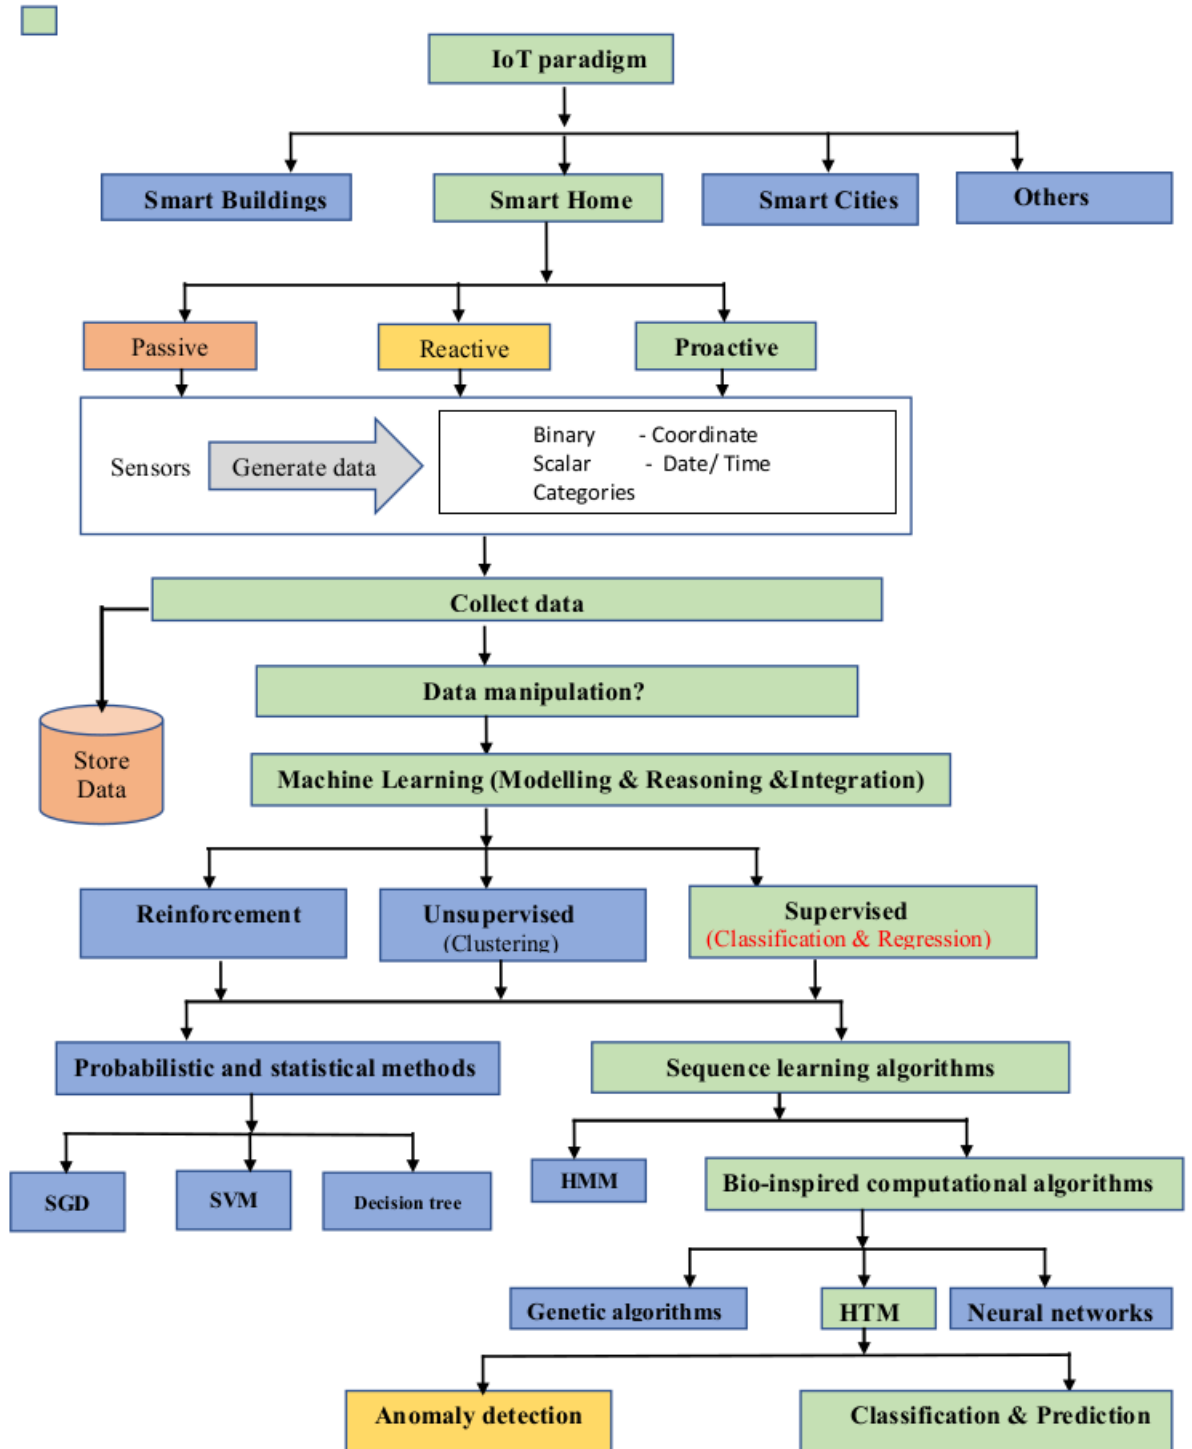 IoT paradigm
Smart Buildings
Smart Home
Smart Cities
Others
Passive
Reactive
Proactive
Sensors
Generate data
Binary - Coordinate
Scalar - Date/ Time
Categories
Collect data
Data manipulation?
Store
Data
Machine Learning (Modelling & Reasoning &Integration)
Reinforcement
Unsupervised
(Clustering)
Supervised
(Classification & Regression)
Probabilistic and statistical methods
Sequence learning algorithms
SGD
SVM
Decision tree
HMM
Bio-inspired computational algorithms
Genetic algorithms
HTM
Neural networks
Anomaly detection
Classification & Prediction